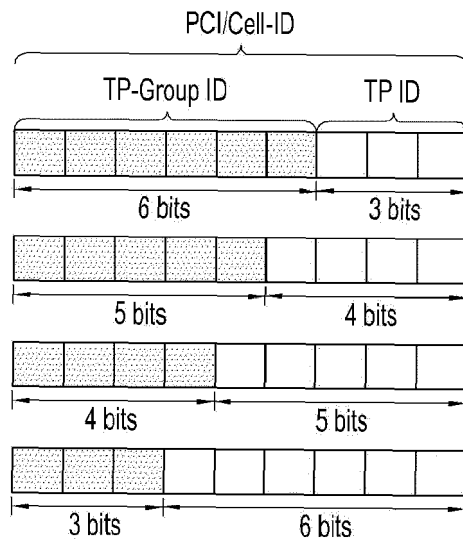 PCI/Cell-ID
TP-Group ID TP ID
6 bits 3 bits
5 bits 4 bits
4 bits 5 bits
3 bits 6 bits